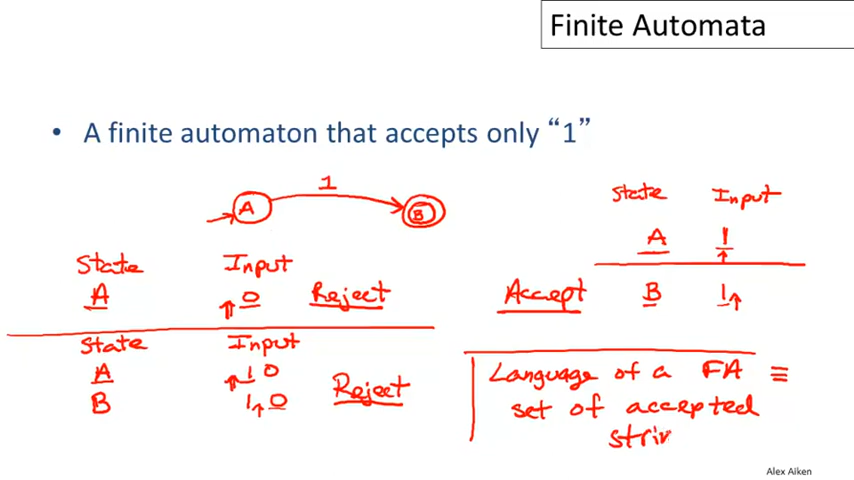 Finite Automata
• A finite automaton that accepts only “1”
1
A
B
State Input
A 1
Accept B 1
State Input
A 0 Reject
State Input
A 1 0
B 1 0 Reject
Language of a FA ≡
set of accepted
strin
Alex Aiken